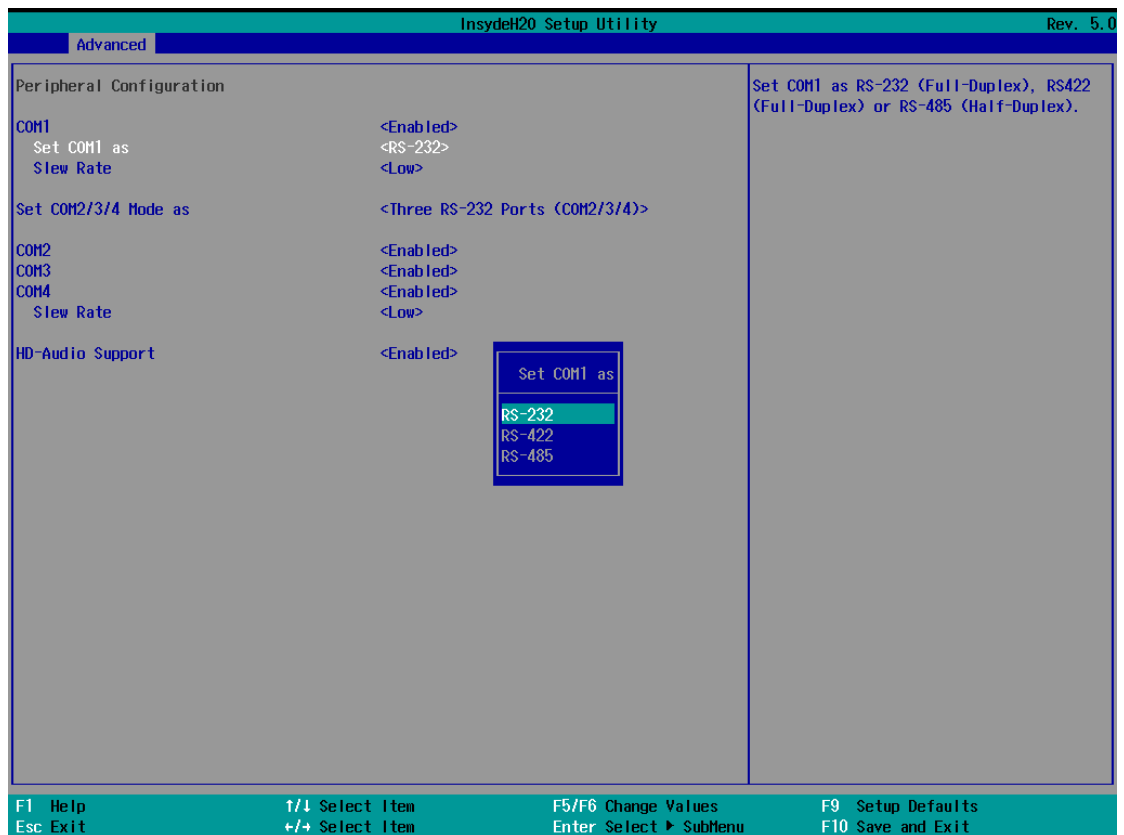 InsydeH20 Setup Utility Rev. 5.0
Advanced
Peripheral Configuration
COM1 <Enabled>
Set COM1 as <RS-232>
Slew Rate <Low>
Set COM2/3/4 Mode as <Three RS-232 Ports (COM2/3/4)>
COM2 <Enabled>
COM3 <Enabled>
COM4 <Enabled>
Slew Rate <Low>
HD-Audio Support <Enabled>
Set COM1 as
RS-232
RS-422
RS-485
Set COM1 as RS-232 (Full-Duplex), RS422
(Full-Duplex) or RS-485 (Half-Duplex).
F1 Help ↑/↓ Select Item F5/F6 Change Values F9 Setup Defaults
Esc Exit ←/→ Select Item Enter Select ▶ SubMenu F10 Save and Exit